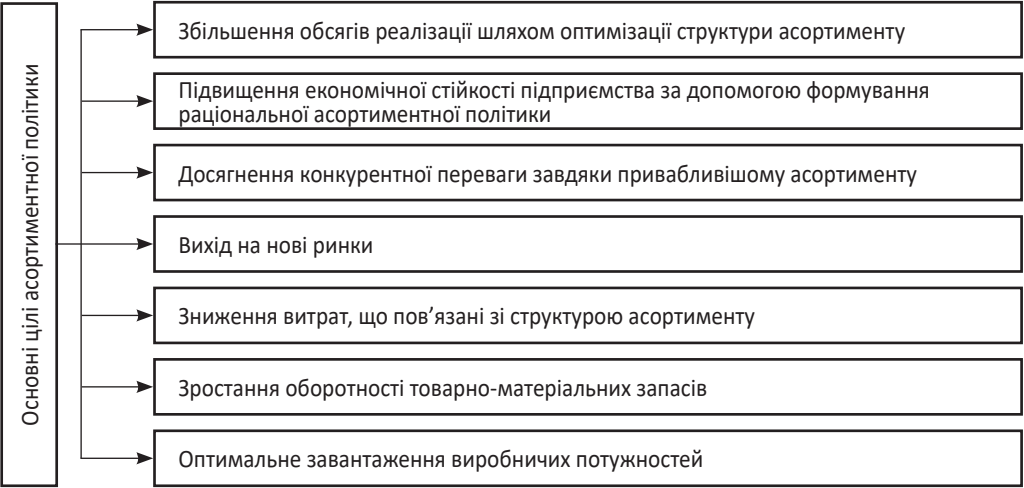 Основні цілі асортиментної політики
Збільшення обсягів реалізації шляхом оптимізації структури асортименту
Підвищення економічної стійкості підприємства за допомогою формування
раціональної асортиментної політики
Досягнення конкурентної переваги завдяки привабливішому асортименту
Вихід на нові ринки
Зниження витрат, що пов’язані зі структурою асортименту
Зростання оборотності товарно-матеріальних запасів
Оптимальне завантаження виробничих потужностей